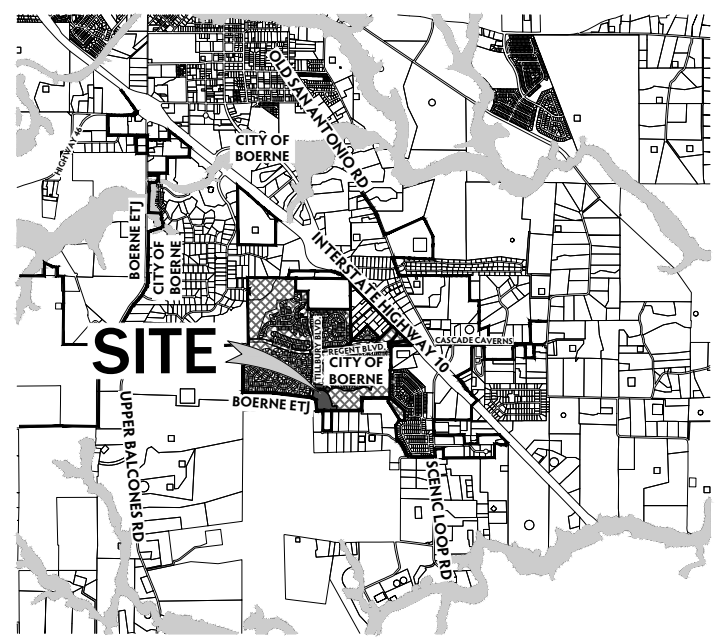 OLD SAN ANTONIO RD
CITY OF
BOERNE
HIGHWAY 46
BOERNE ETJ
CITY OF
BOERNE
INTERSTATE HIGHWAY 10
SITE
TILLBURY BLVD.
REGENT BLVD.
CITY OF
BOERNE
CASCADE CAVERNS
BOERNE ETJ
UPPER BALCONES RD
SCENIC LOOP RD